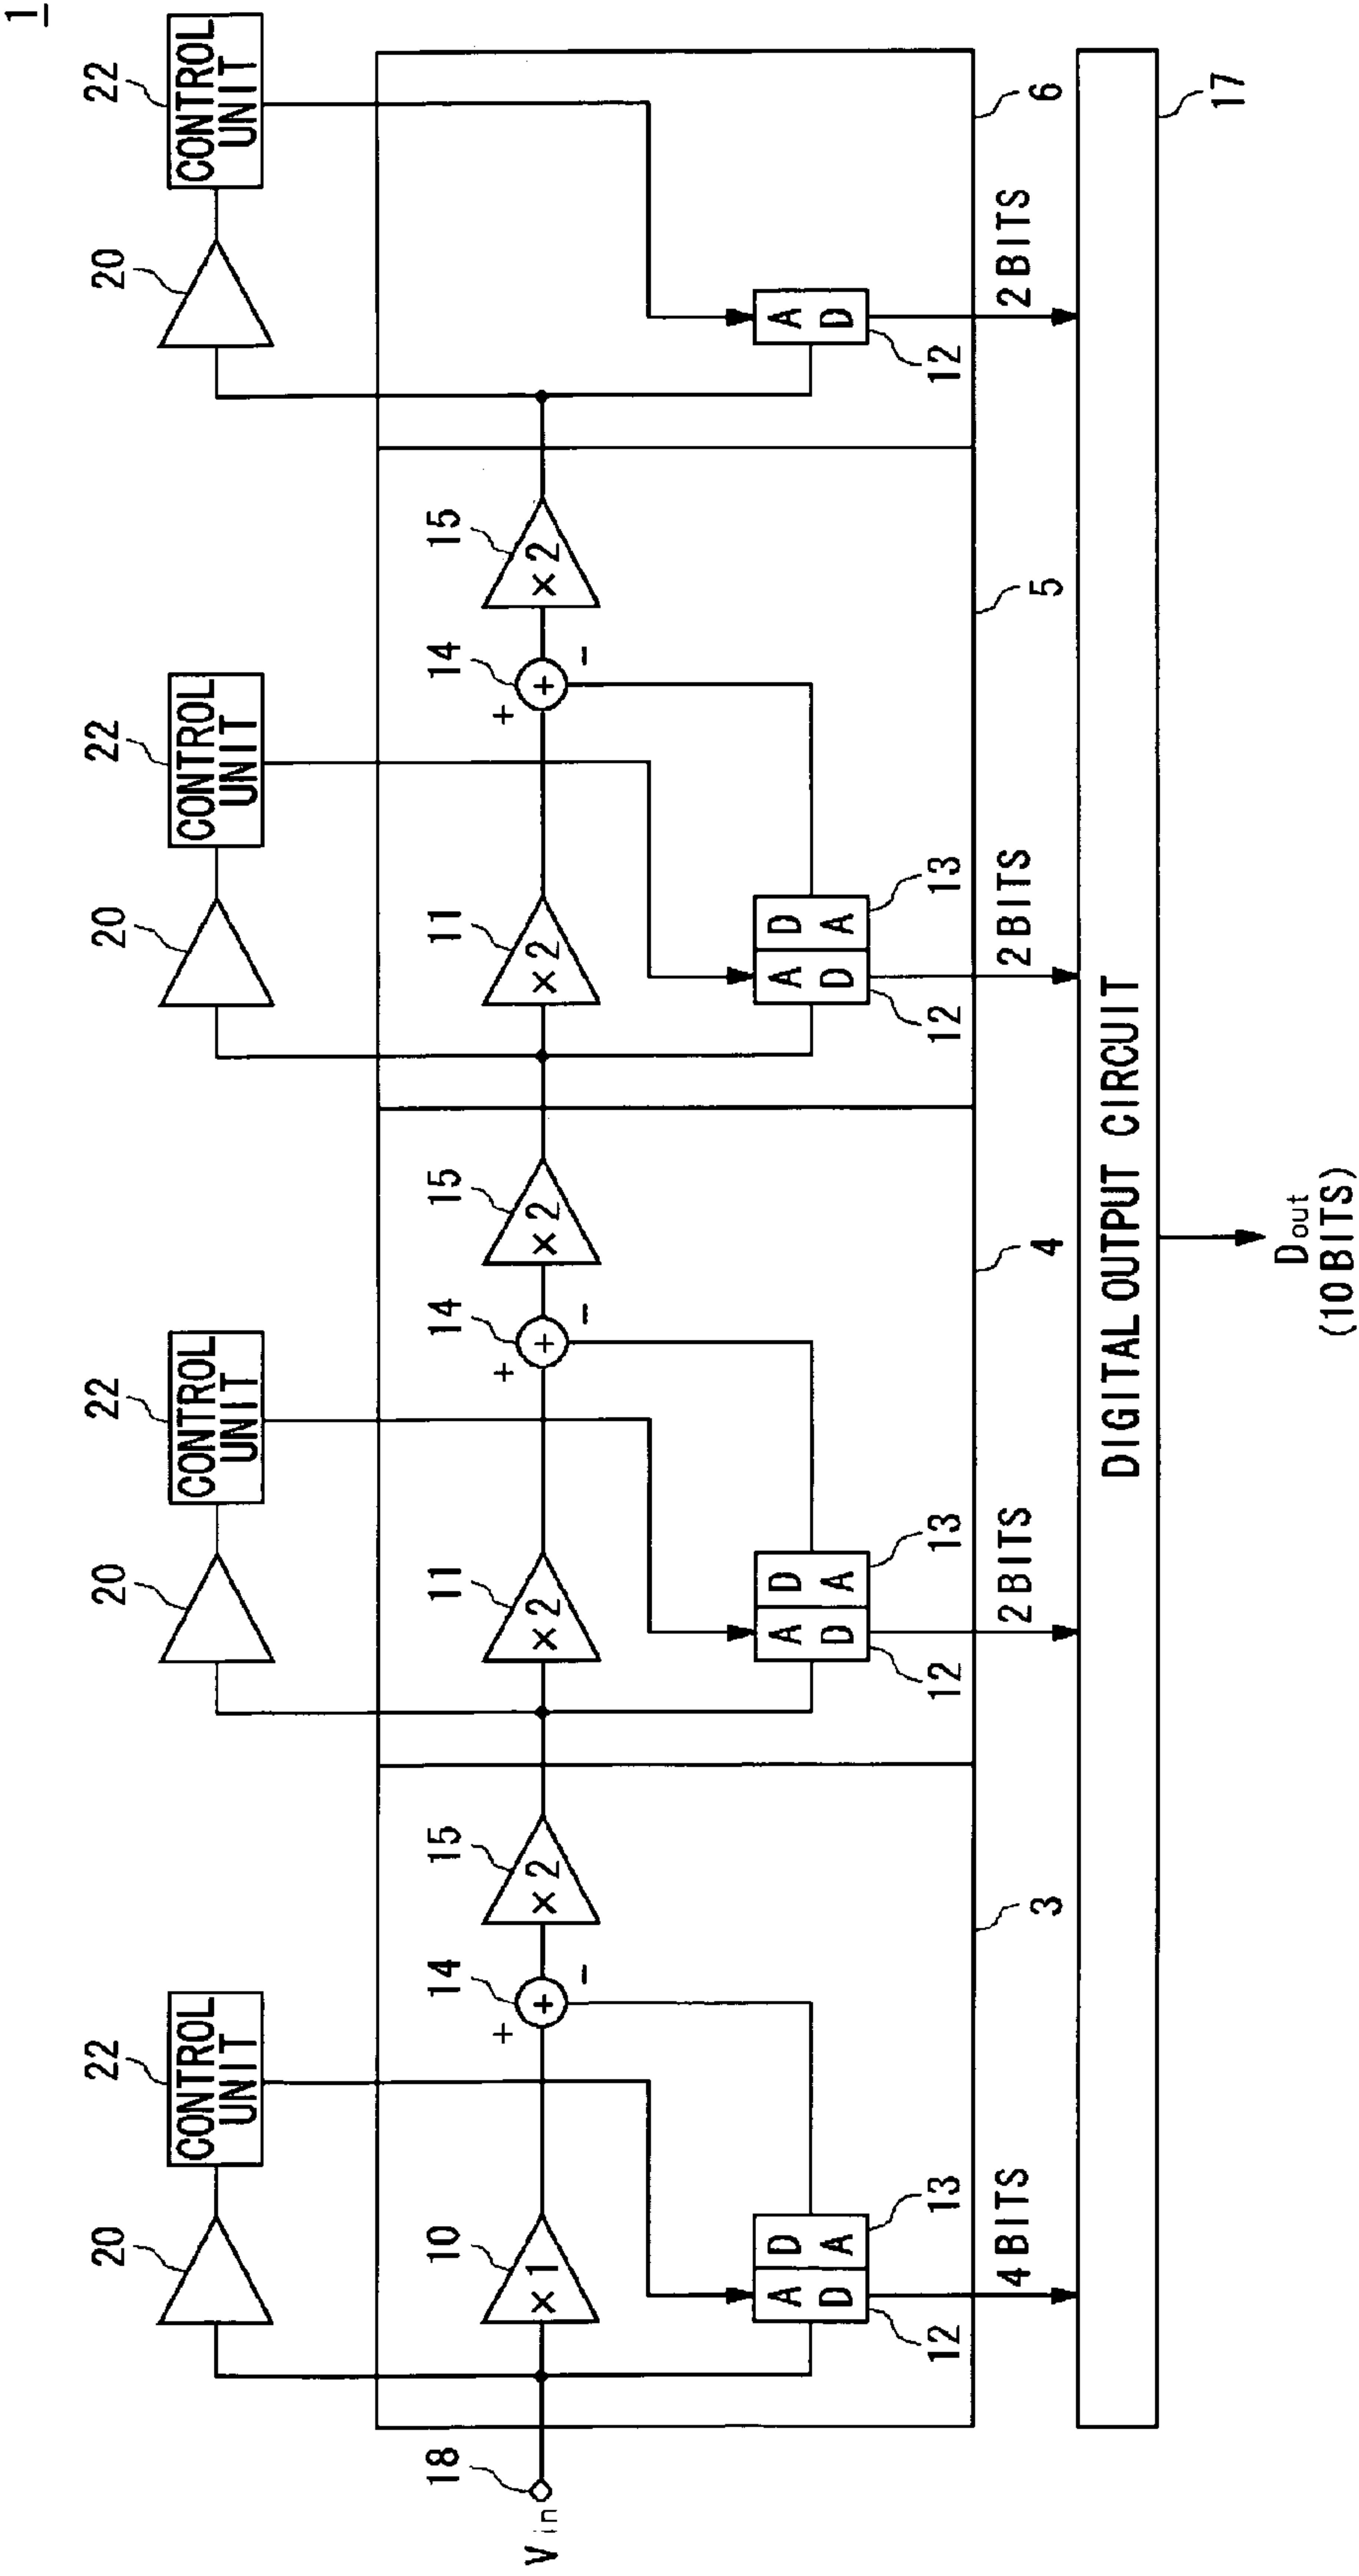 1
22 22 22 22
CONTROL UNIT CONTROL UNIT CONTROL UNIT CONTROL UNIT
20 20 20 20
18 10 14 15 11 14 15 11 14 15
Vin ×1 + ×2 ×2 + ×2 ×2 + ×2
+ − + − + −
A D D A A D D A A D D A A D
12 13 12 13 12 13 12
3 4 5 6
4 BITS 2 BITS 2 BITS 2 BITS
DIGITAL OUTPUT CIRCUIT
17
Dout
(10 BITS)